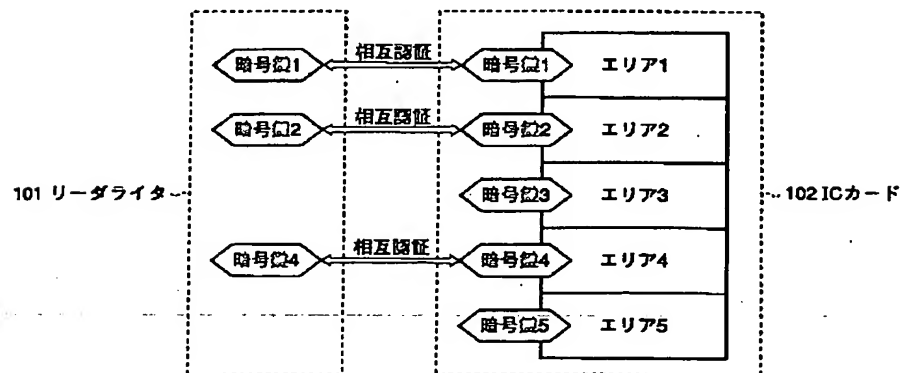 暗号鍵1 相互認証 暗号鍵1 エリア1
暗号鍵2 相互認証 暗号鍵2 エリア2
101 リーダライタ 暗号鍵3 エリア3 102 ICカード
暗号鍵4 相互認証 暗号鍵4 エリア4
暗号鍵5 エリア5